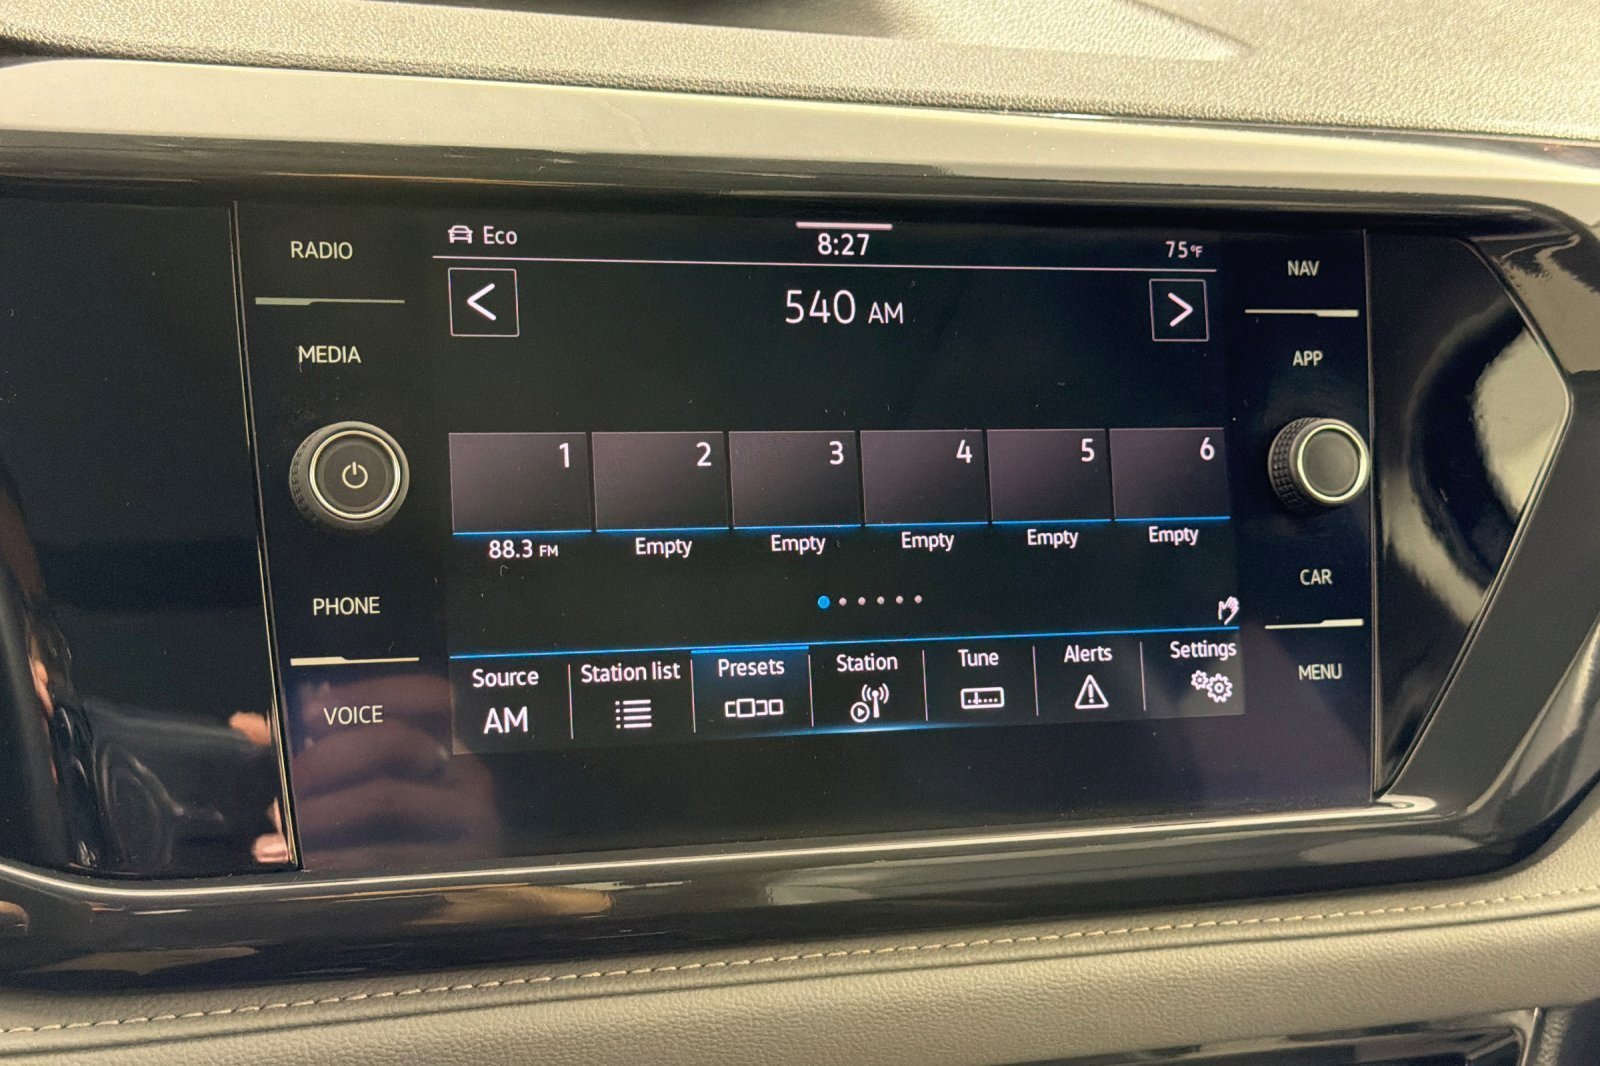 RADIO
MEDIA
PHONE
VOICE
Eco
8:27
75°F
540 AM
1 2 3 4 5 6
88.3 FM Empty Empty Empty Empty Empty
Source Station list Presets Station Tune Alerts Settings
AM
NAV
APP
CAR
MENU